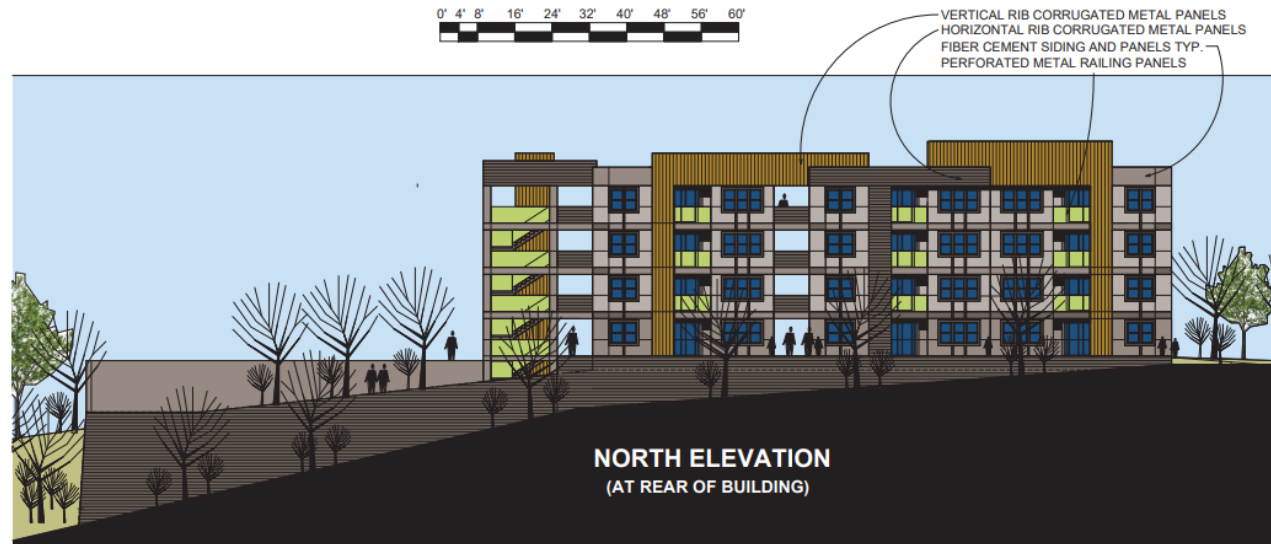 0' 4' 8' 16' 24' 32' 40' 48' 56' 60'
VERTICAL RIB CORRUGATED METAL PANELS
HORIZONTAL RIB CORRUGATED METAL PANELS
FIBER CEMENT SIDING AND PANELS TYP.
PERFORATED METAL RAILING PANELS
NORTH ELEVATION
(AT REAR OF BUILDING)